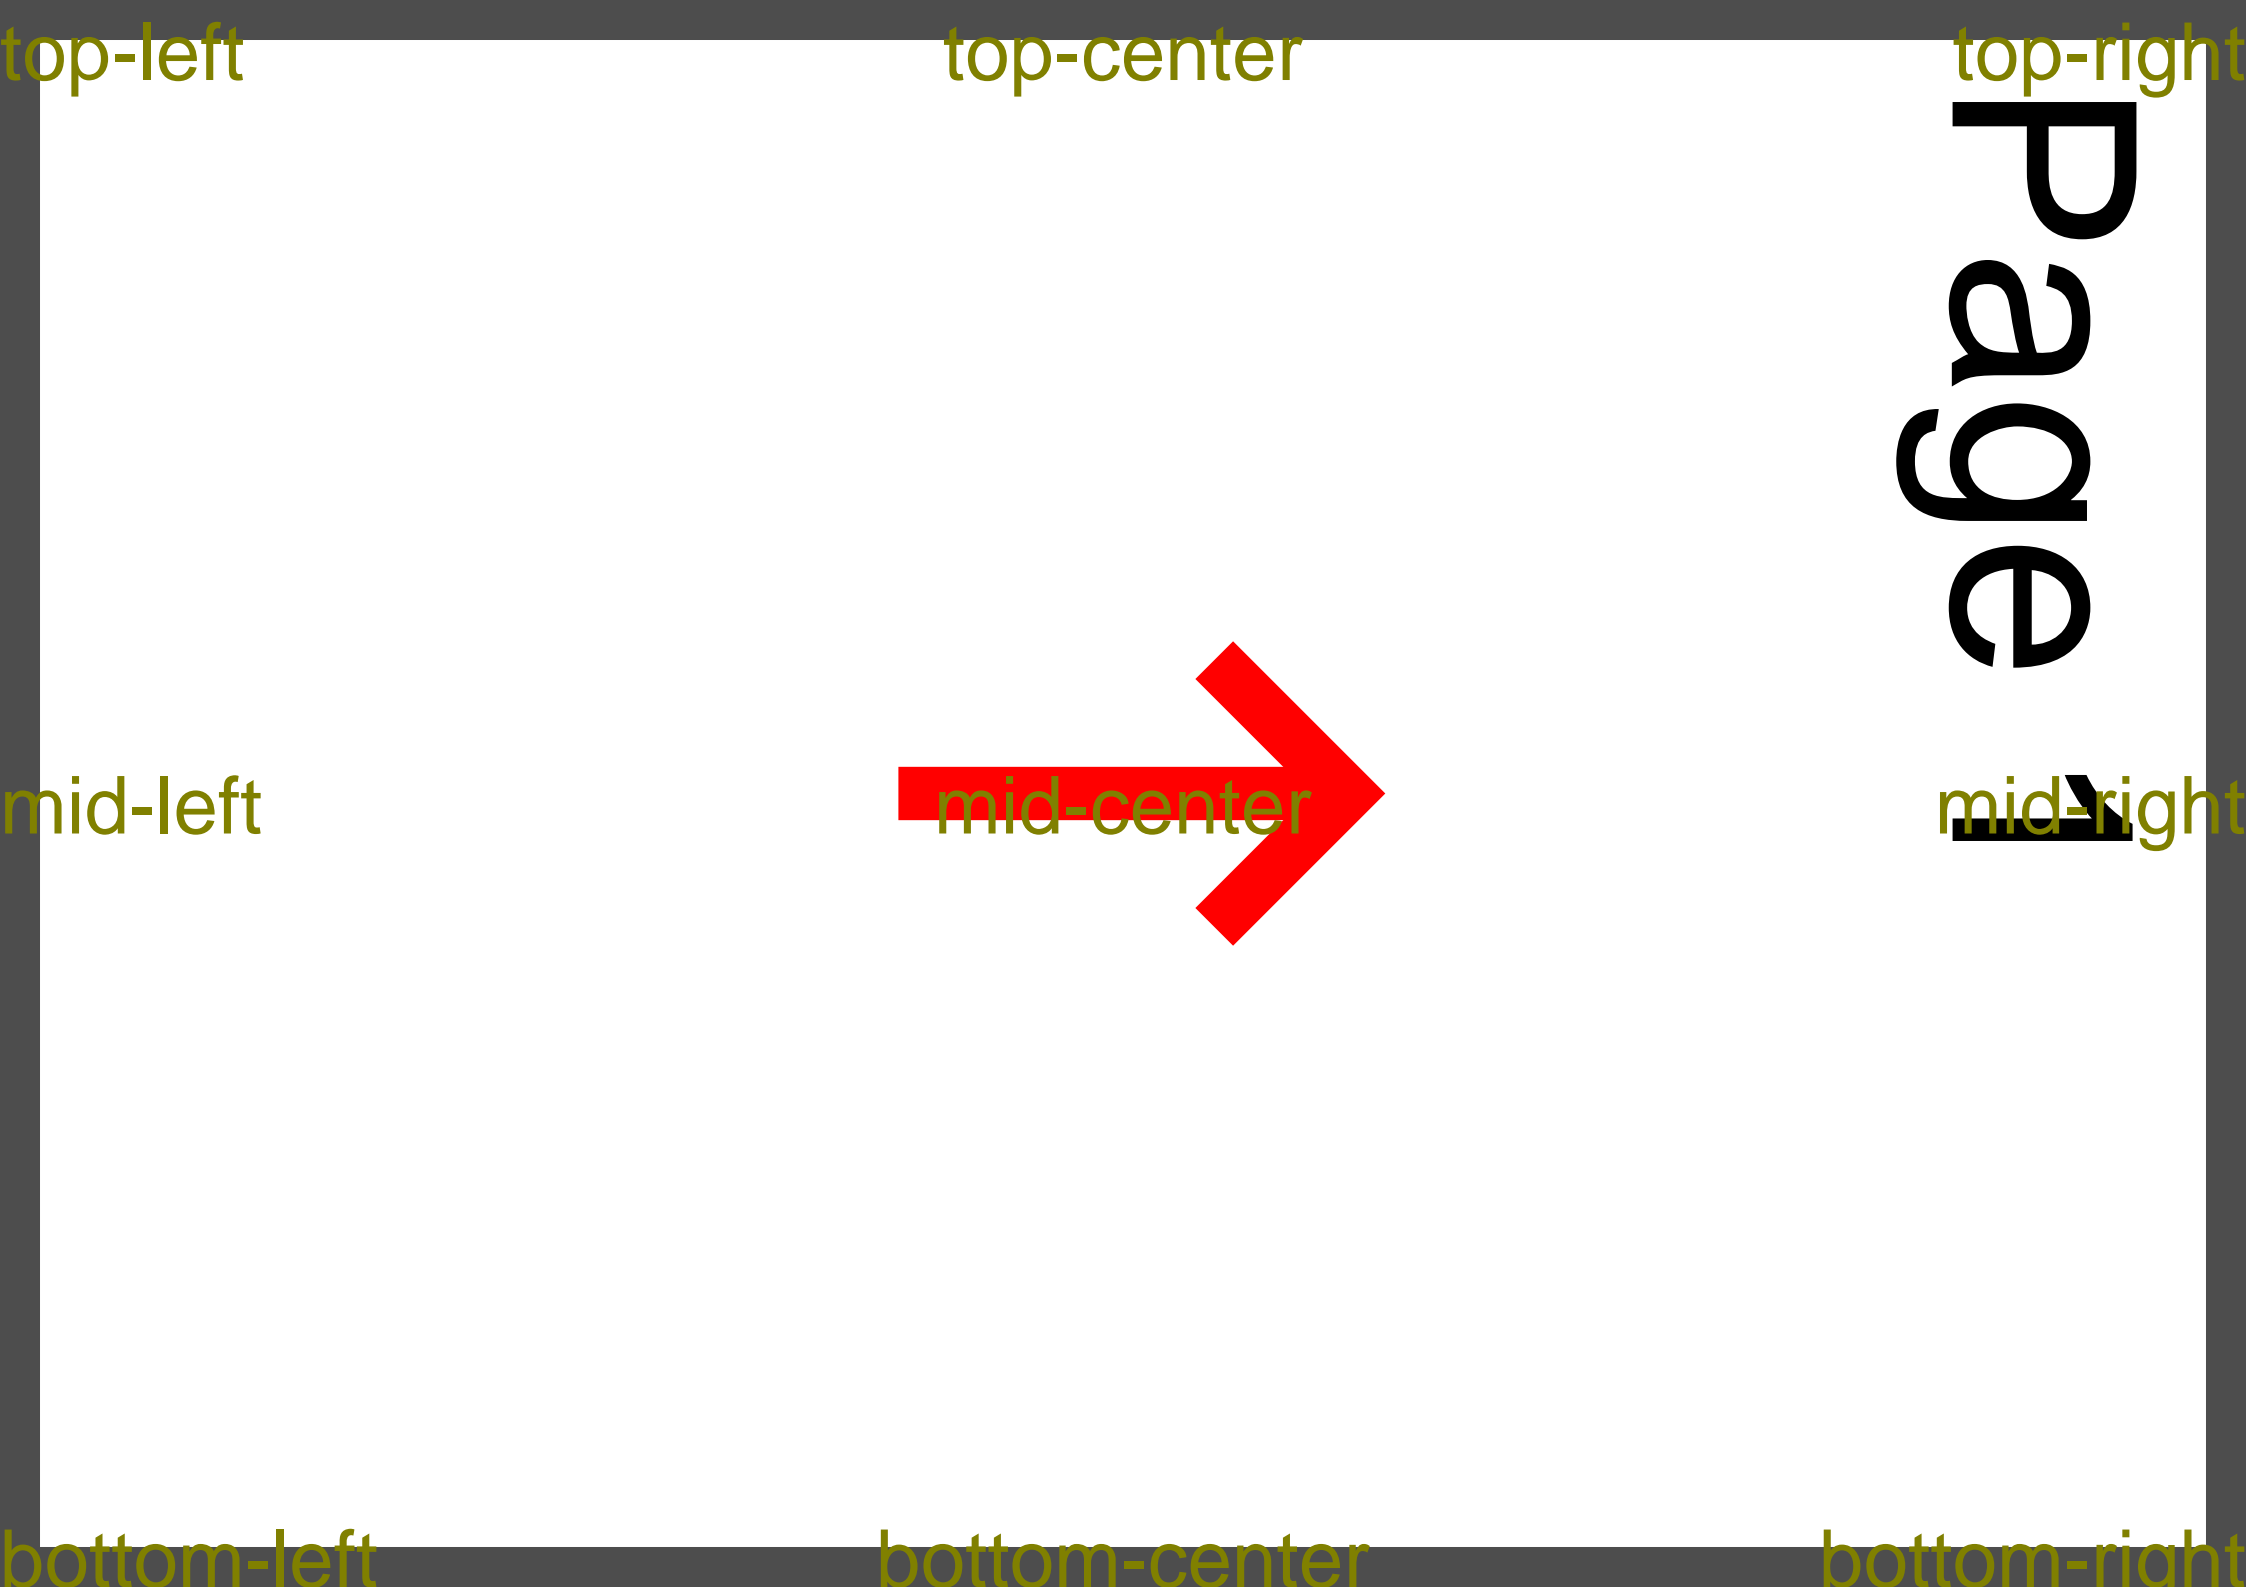 top-left top-center top-right
Page 1
mid-left mid-center mid-right
bottom-left bottom-center bottom-right